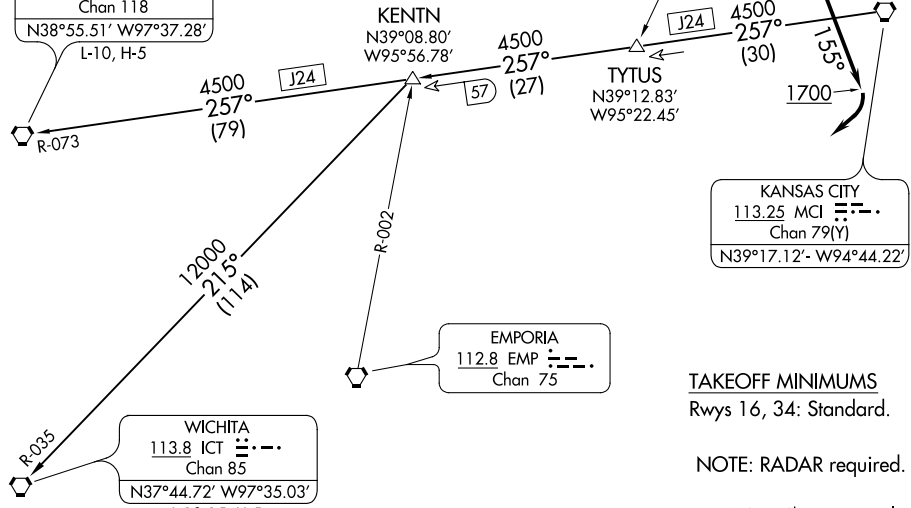 Chan 118
N38°55.51' W97°37.28'
L-10, H-5
KENTN
N39°08.80'
W95°56.78'
4500
J24
257°
(79)
R-073
4500
257°
(27)
57
TYTUS
N39°12.83'
W95°22.45'
J24
4500
257°
(30)
155°
1700
KANSAS CITY
113.25 MCI
Chan 79(Y)
N39°17.12'- W94°44.22'
R-002
12000
215°
(114)
EMPORIA
112.8 EMP
Chan 75
R-035
WICHITA
113.8 ICT
Chan 85
N37°44.72' W97°35.03'
TAKEOFF MINIMUMS
Rwys 16, 34: Standard.
NOTE: RADAR required.